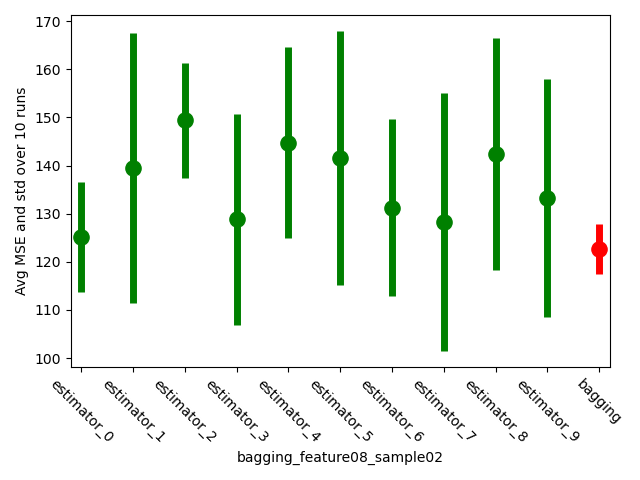 170
160
150
140
130
120
110
100
Avg MSE and std over 10 runs
estimator_0
estimator_1
estimator_2
estimator_3
estimator_4
estimator_5
estimator_6
estimator_7
estimator_8
estimator_9
bagging
bagging_feature08_sample02